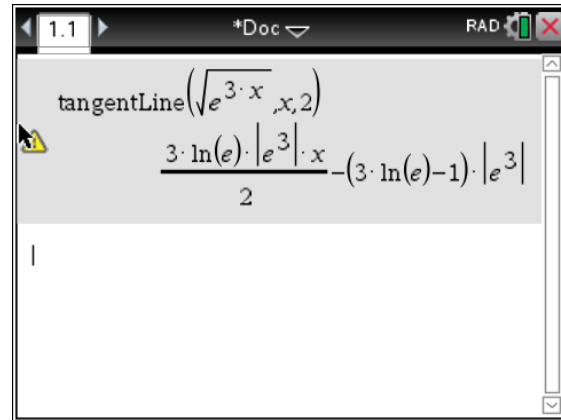 1.1 *Doc RAD
tangentLine(√(e^(3·x)),x,2)
(3·ln(e)·|e^3|·x)/2−(3·ln(e)−1)·|e^3|